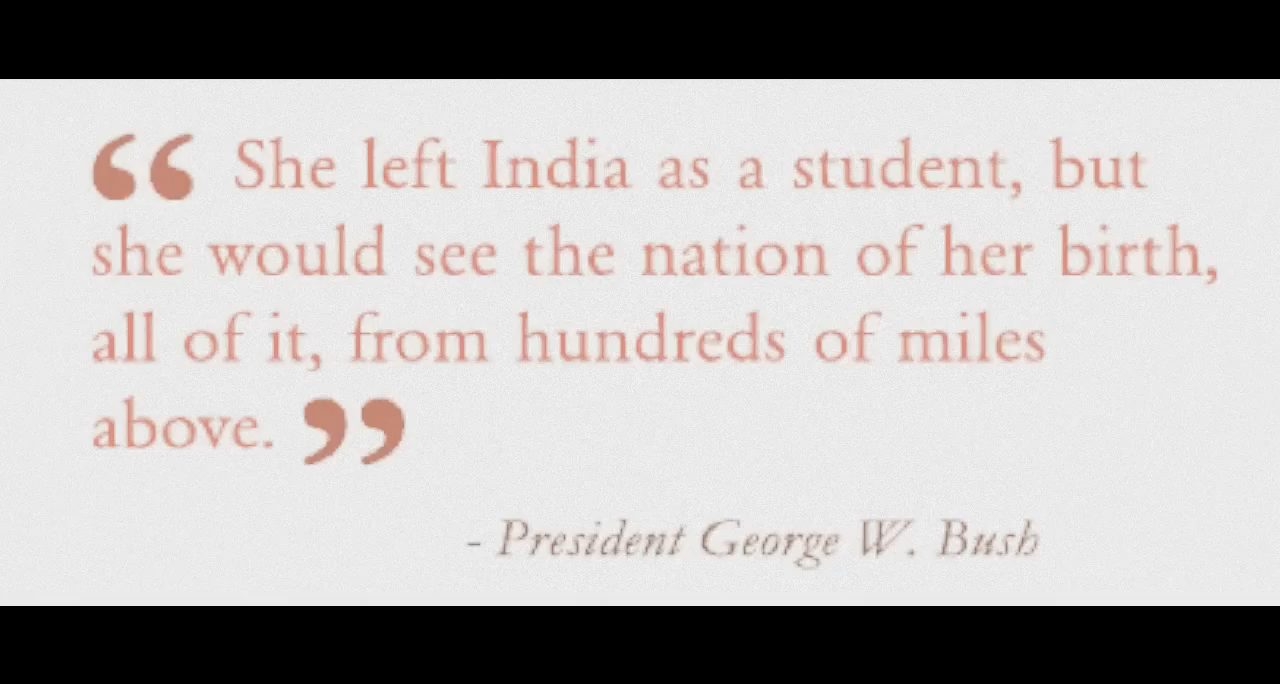 “ She left India as a student, but
she would see the nation of her birth,
all of it, from hundreds of miles
above. ”
- President George W. Bush